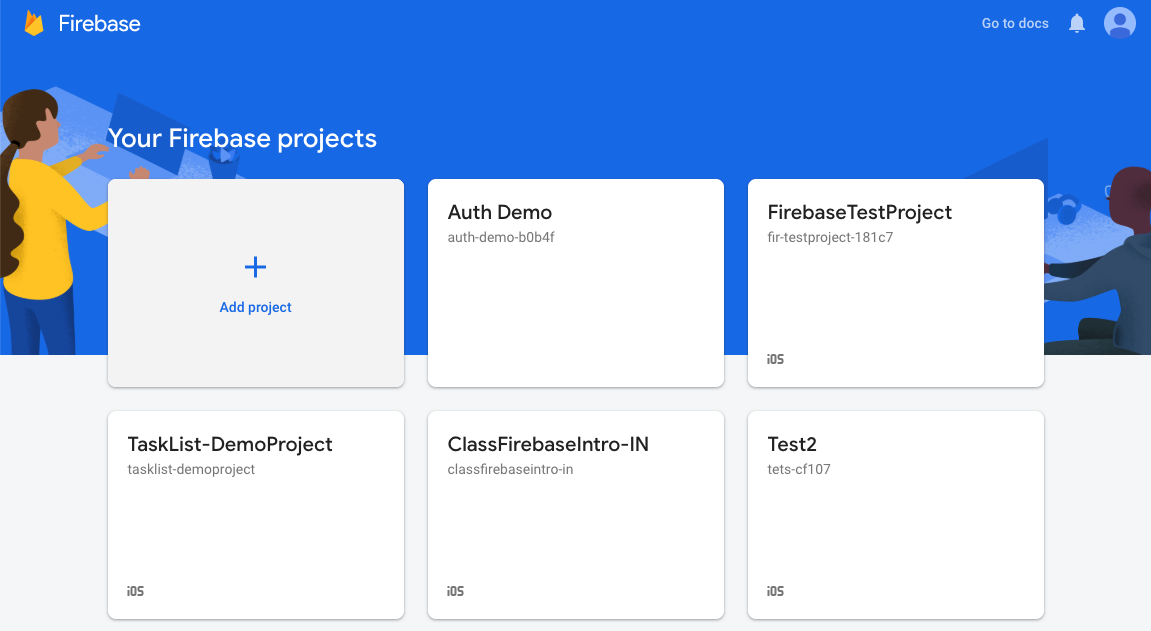 Firebase
Go to docs
Your Firebase projects
Add project
Auth Demo
auth-demo-b0b4f
FirebaseTestProject
fir-testproject-181c7
iOS
TaskList-DemoProject
tasklist-demoproject
iOS
ClassFirebaseIntro-IN
classfirebaseintro-in
iOS
Test2
tets-cf107
iOS